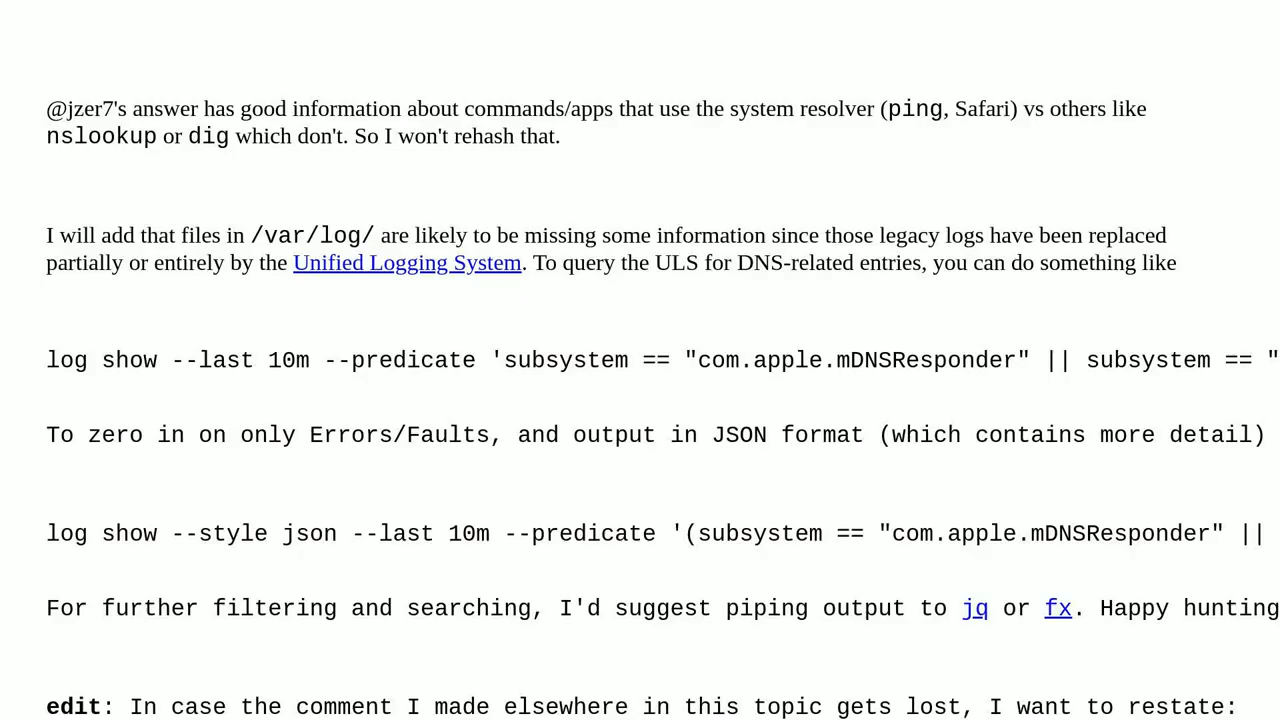 @jzer7's answer has good information about commands/apps that use the system resolver (ping, Safari) vs others like
nslookup or dig which don't. So I won't rehash that.
I will add that files in /var/log/ are likely to be missing some information since those legacy logs have been replaced
partially or entirely by the Unified Logging System. To query the ULS for DNS-related entries, you can do something like
log show --last 10m --predicate 'subsystem == "com.apple.mDNSResponder" || subsystem == "
To zero in on only Errors/Faults, and output in JSON format (which contains more detail)
log show --style json --last 10m --predicate '(subsystem == "com.apple.mDNSResponder" ||
For further filtering and searching, I'd suggest piping output to jq or fx. Happy hunting
edit: In case the comment I made elsewhere in this topic gets lost, I want to restate: